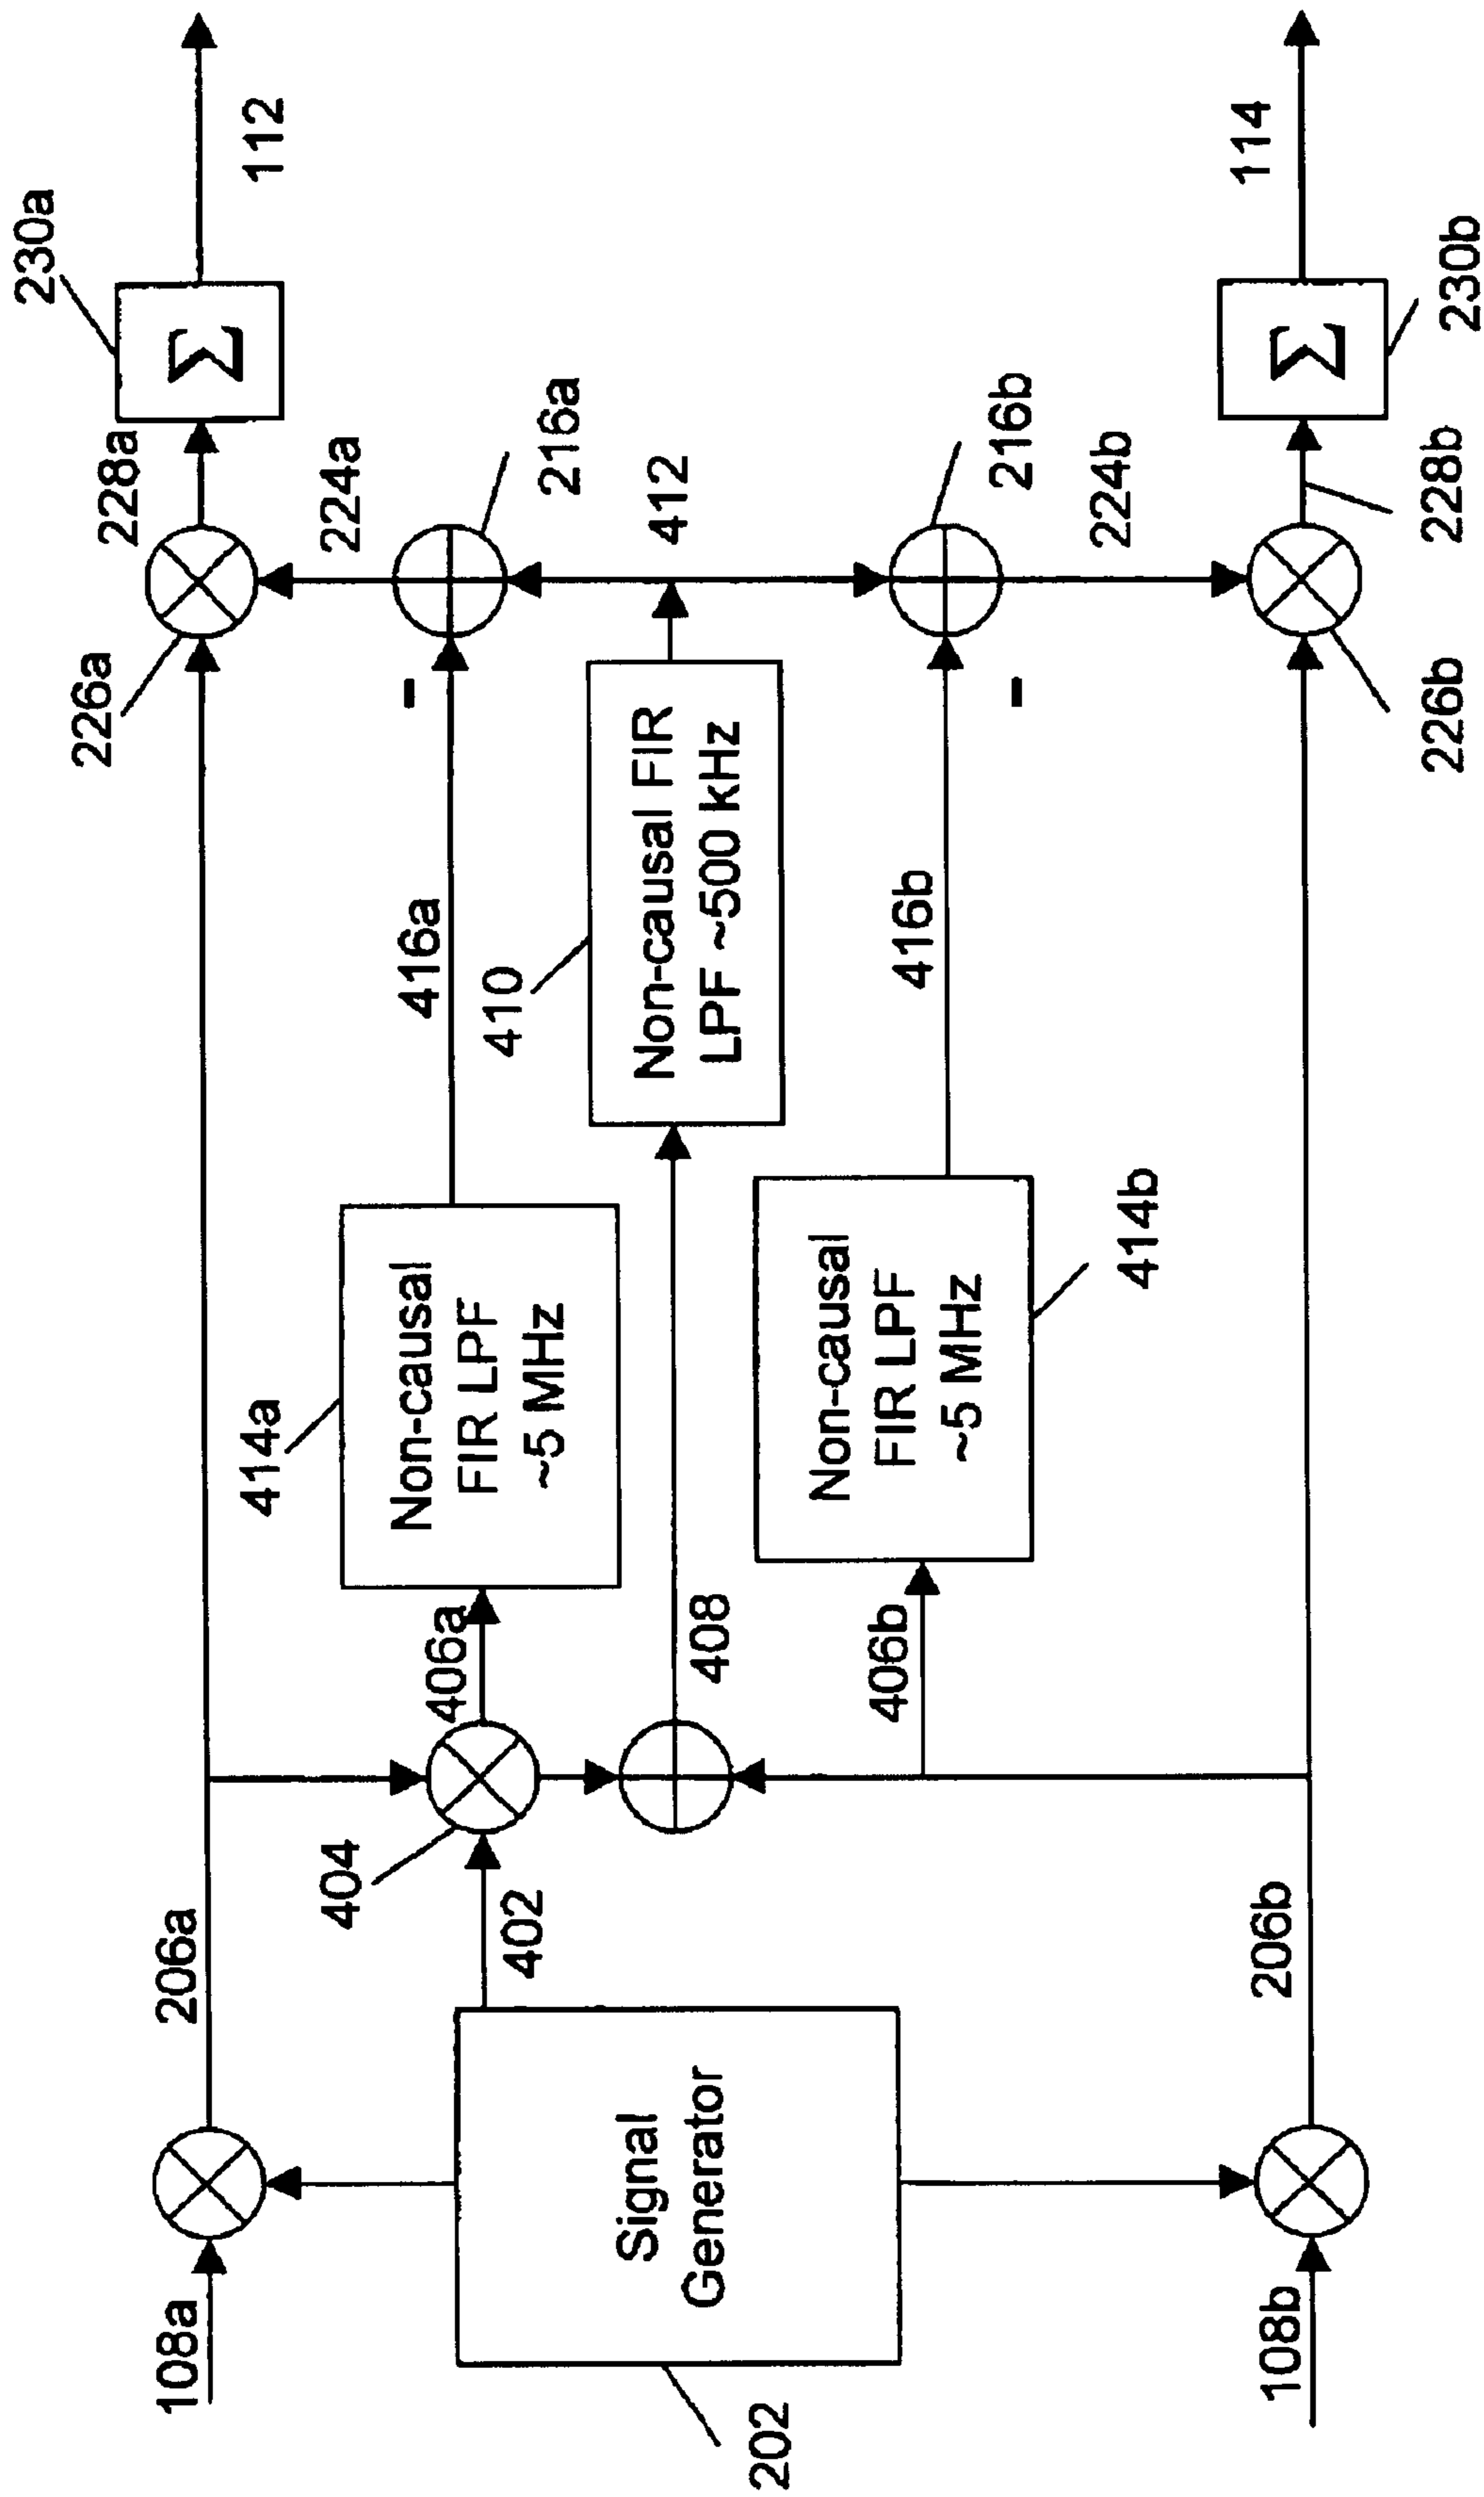 108a
206a
226a
228a
230a
Σ
112
404
414a
416a
224a
216a
202
Signal
Generator
402
406a
Non-causal
FIR LPF
~5 MHz
-
410
412
408
Non-causal FIR
LPF ~500 kHz
406b
Non-causal
FIR LPF
~5 MHz
414b
416b
-
216b
224b
108b
206b
226b
228b
Σ
230b
114